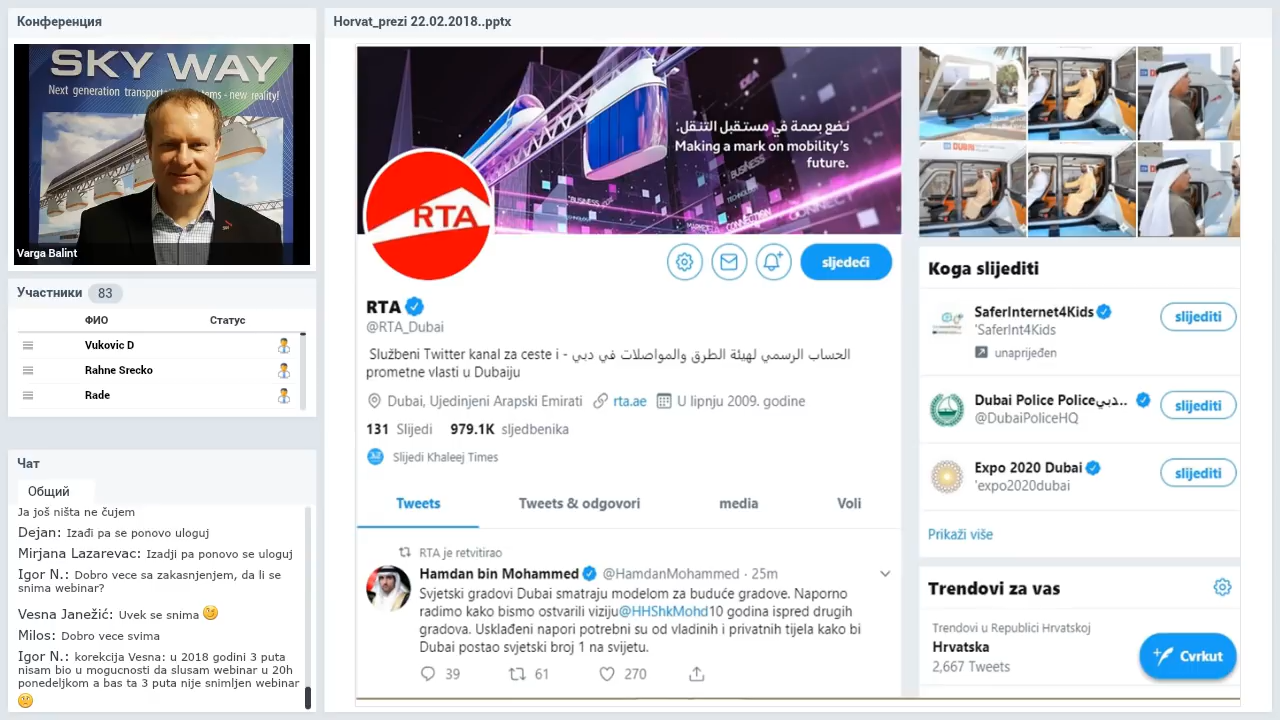 Конференция
SKY WAY
Next generation transportation systems - new reality!
Varga Balint
Участники 83
ФИО Статус
Vukovic D
Rahne Srecko
Rade
Чат
Общий
Ja još ništa ne čujem
Dejan: Izađi pa se ponovo uloguj
Mirjana Lazarevac: Izadji pa ponovo se uloguj
Igor N.: Dobro vece sa zakasnjenjem, da li se
snima webinar?
Vesna Janežić: Uvek se snima
Milos: Dobro vece svima
Igor N.: korekcija Vesna: u 2018 godini 3 puta
nisam bio u mogucnosti da slusam webinar u 20h
ponedeljkom a bas ta 3 puta nije snimljen webinar
Horvat_prezi 22.02.2018..pptx
نضع بصمة في مستقبل التنقل.
Making a mark on mobility's
future.
IDEA
BUSINESS
BUSINESS
TECHNOLOGY
CONNECTION
CONNECT
RTA
sljedeći
RTA
@RTA_Dubai
Službeni Twitter kanal za ceste i - الحساب الرسمي لهيئة الطرق والمواصلات في دبي
prometne vlasti u Dubaiju
Dubai, Ujedinjeni Arapski Emirati rta.ae U lipnju 2009. godine
131 Slijedi 979.1K sljedbenika
Slijedi Khaleej Times
Tweets Tweets & odgovori media Voli
RTA je retvitirao
Hamdan bin Mohammed @HamdanMohammed · 25m
Svjetski gradovi Dubai smatraju modelom za buduće gradove. Naporno
radimo kako bismo ostvarili viziju@HHShkMohd10 godina ispred drugih
gradova. Usklađeni napori potrebni su od vladinih i privatnih tijela kako bi
Dubai postao svjetski broj 1 na svijetu.
39 61 270
DUBAI
Koga slijediti
SaferInternet4Kids
'SaferInt4Kids
unaprijeđen
slijediti
Dubai Police Policeدبي..
@DubaiPoliceHQ
slijediti
Expo 2020 Dubai
'expo2020dubai
slijediti
Prikaži više
Trendovi za vas
Trendovi u Republici Hrvatskoj
Hrvatska
2,667 Tweets
Cvrkut